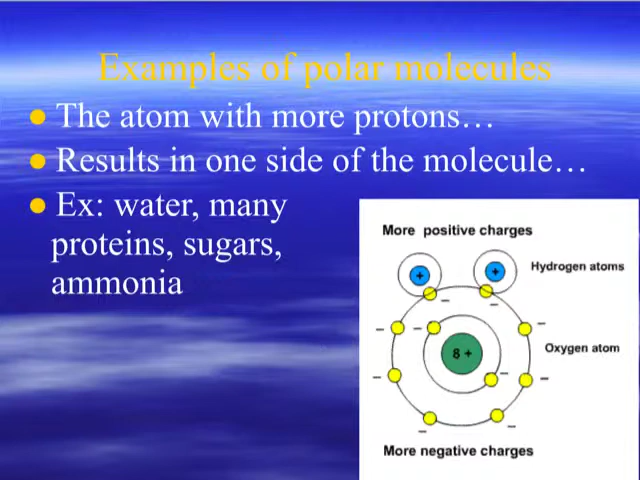 Examples of polar molecules
● The atom with more protons…
● Results in one side of the molecule…
● Ex: water, many
proteins, sugars,
ammonia
More positive charges
+
+
Hydrogen atoms
− −
− − −
8 +
Oxygen atom
− − −
− −
More negative charges